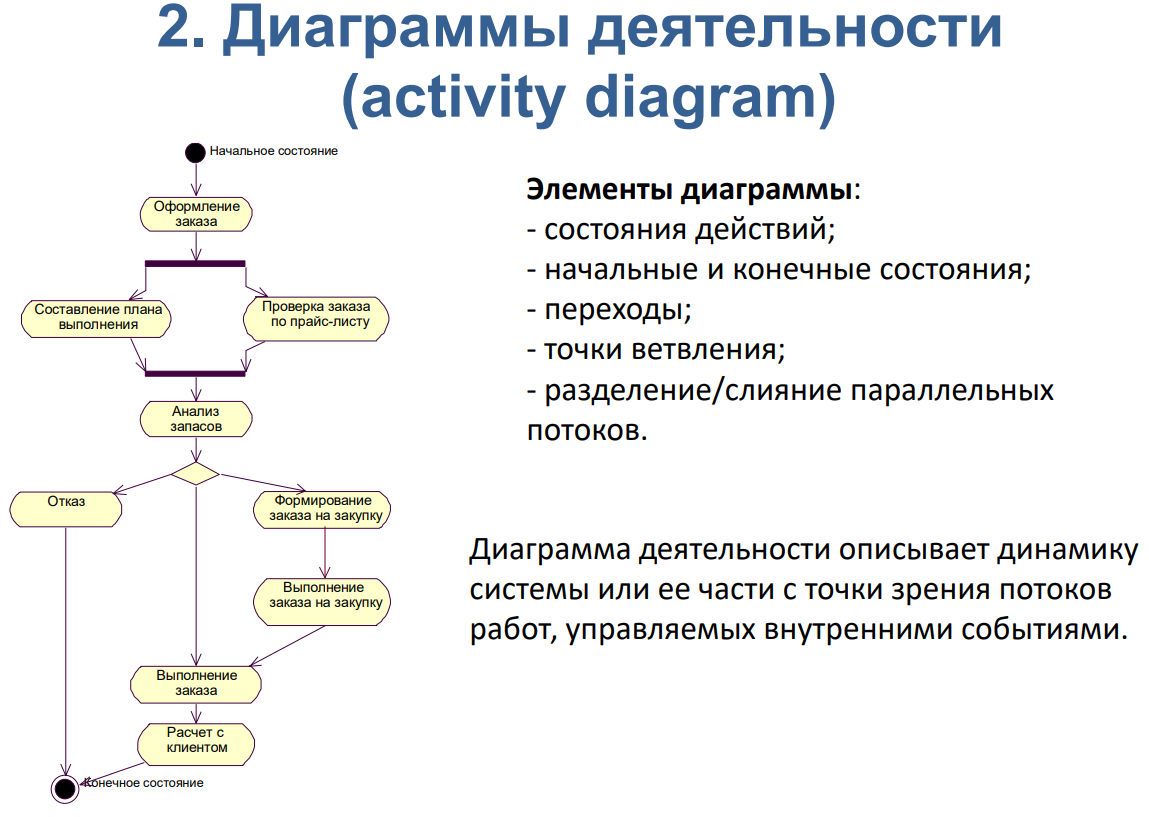 2. Диаграммы деятельности
(activity diagram)
Начальное состояние
Оформление
заказа
Составление плана
выполнения
Проверка заказа
по прайс-листу
Анализ
запасов
Отказ
Формирование
заказа на закупку
Выполнение
заказа на закупку
Выполнение
заказа
Расчет с
клиентом
Конечное состояние
Элементы диаграммы:
- состояния действий;
- начальные и конечные состояния;
- переходы;
- точки ветвления;
- разделение/слияние параллельных
потоков.
Диаграмма деятельности описывает динамику
системы или ее части с точки зрения потоков
работ, управляемых внутренними событиями.